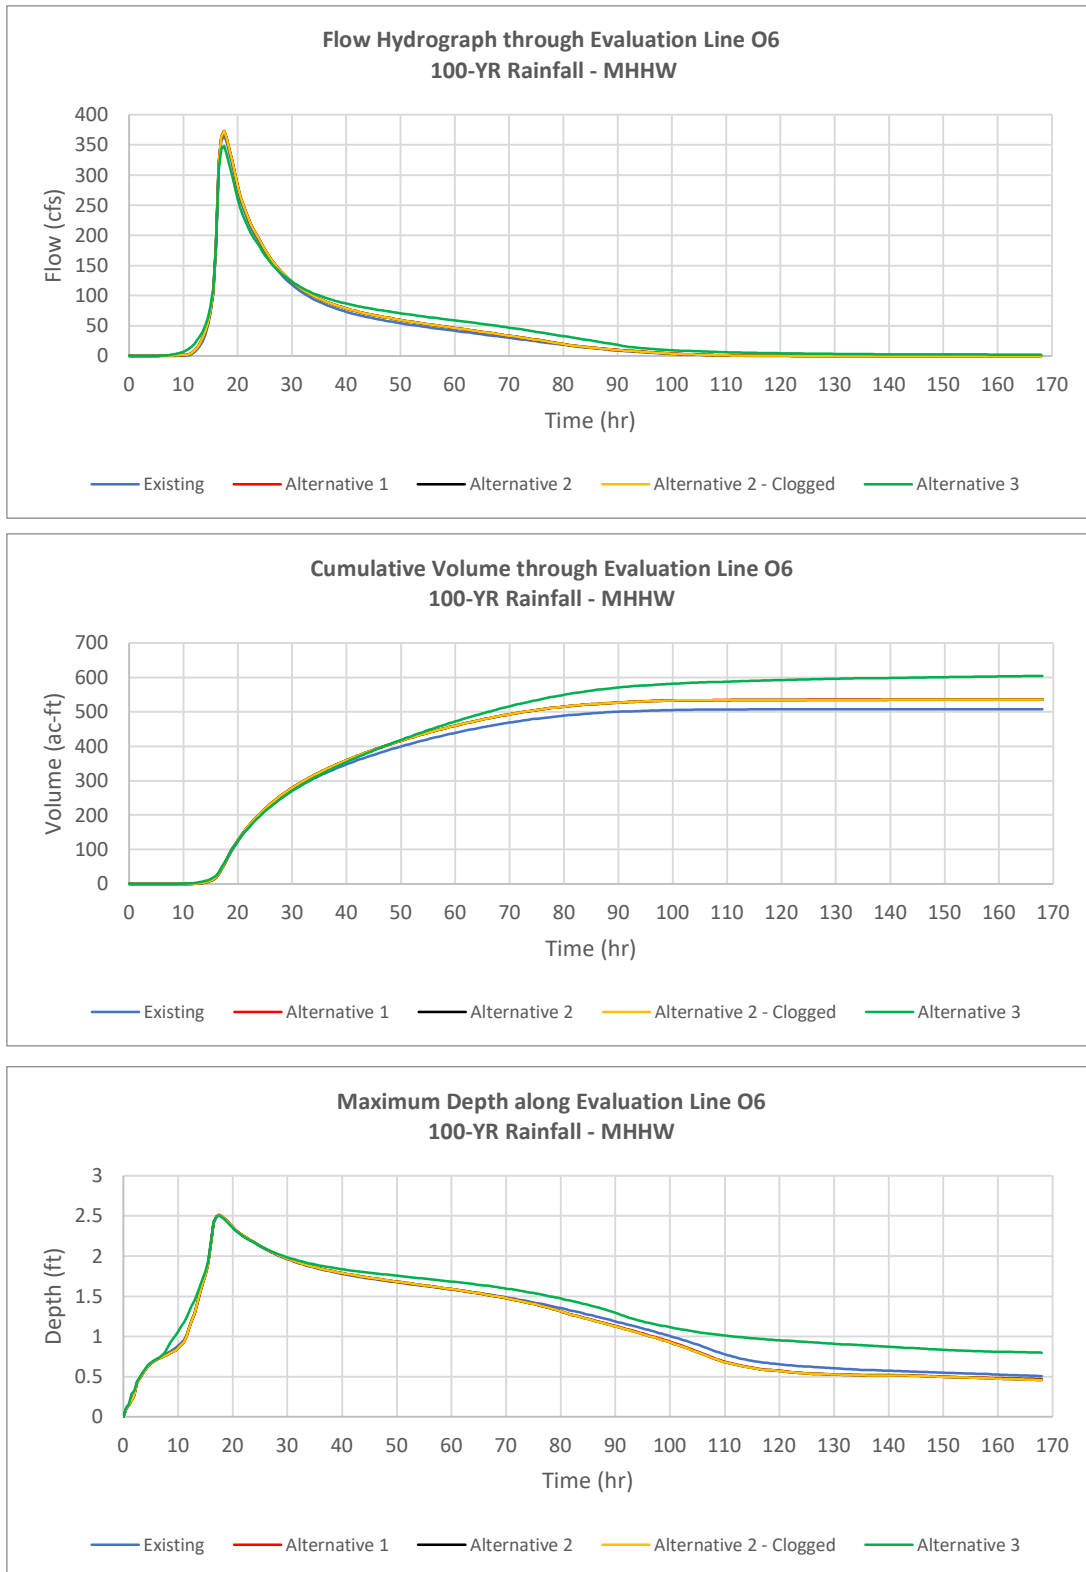 Flow Hydrograph through Evaluation Line O6
100-YR Rainfall - MHHW
400
350
300
250
200
150
100
50
0
Flow (cfs)
0 10 20 30 40 50 60 70 80 90 100 110 120 130 140 150 160 170
Time (hr)
Existing Alternative 1 Alternative 2 Alternative 2 - Clogged Alternative 3
Cumulative Volume through Evaluation Line O6
100-YR Rainfall - MHHW
700
600
500
400
300
200
100
0
Volume (ac-ft)
0 10 20 30 40 50 60 70 80 90 100 110 120 130 140 150 160 170
Time (hr)
Existing Alternative 1 Alternative 2 Alternative 2 - Clogged Alternative 3
Maximum Depth along Evaluation Line O6
100-YR Rainfall - MHHW
3
2.5
2
1.5
1
0.5
0
Depth (ft)
0 10 20 30 40 50 60 70 80 90 100 110 120 130 140 150 160 170
Time (hr)
Existing Alternative 1 Alternative 2 Alternative 2 - Clogged Alternative 3